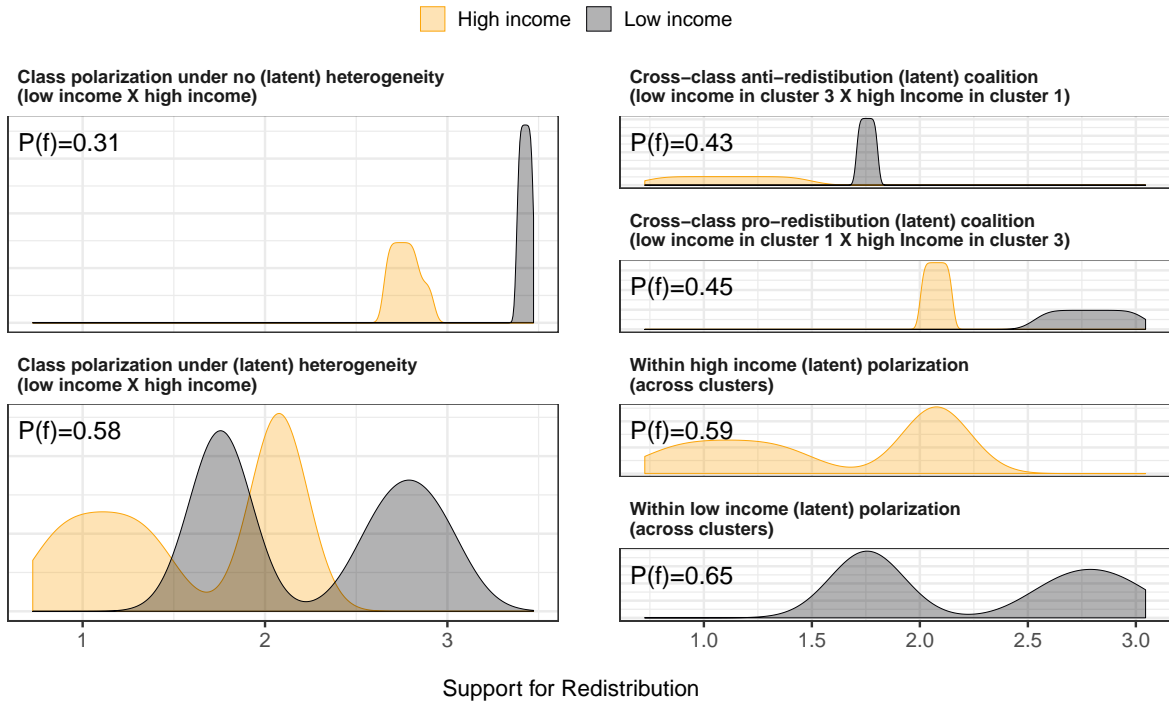 High income Low income
Class polarization under no (latent) heterogeneity
(low income X high income)
P(f)=0.31
Class polarization under (latent) heterogeneity
(low income X high income)
P(f)=0.58
1 2 3
Cross−class anti−redistibution (latent) coalition
(low income in cluster 3 X high Income in cluster 1)
P(f)=0.43
Cross−class pro−redistibution (latent) coalition
(low income in cluster 1 X high Income in cluster 3)
P(f)=0.45
Within high income (latent) polarization
(across clusters)
P(f)=0.59
Within low income (latent) polarization
(across clusters)
P(f)=0.65
1.0 1.5 2.0 2.5 3.0
Support for Redistribution